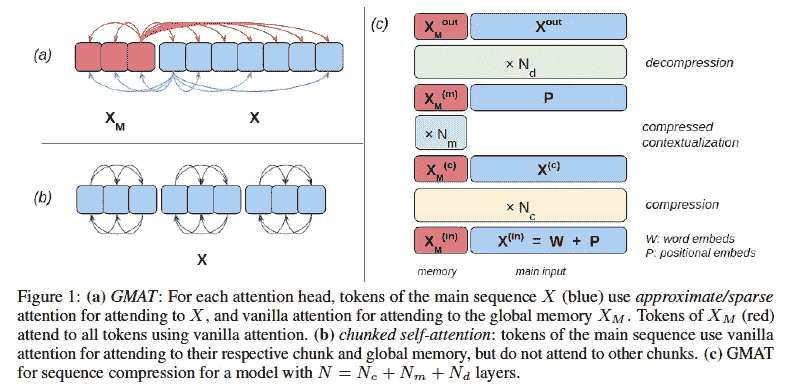 (a)
X_M X
(b)
X
(c)
X_M^out X^out
× N_d decompression
X_M^(m) P
× N_m compressed
contextualization
X_M^(c) X^(c)
× N_c compression
X_M^(in) X^(in) = W + P W: word embeds
P: positional embeds
memory main input
Figure 1: (a) GMAT: For each attention head, tokens of the main sequence X (blue) use approximate/sparse
attention for attending to X, and vanilla attention for attending to the global memory X_M. Tokens of X_M (red)
attend to all tokens using vanilla attention. (b) chunked self-attention: tokens of the main sequence use vanilla
attention for attending to their respective chunk and global memory, but do not attend to other chunks. (c) GMAT
for sequence compression for a model with N = N_c + N_m + N_d layers.